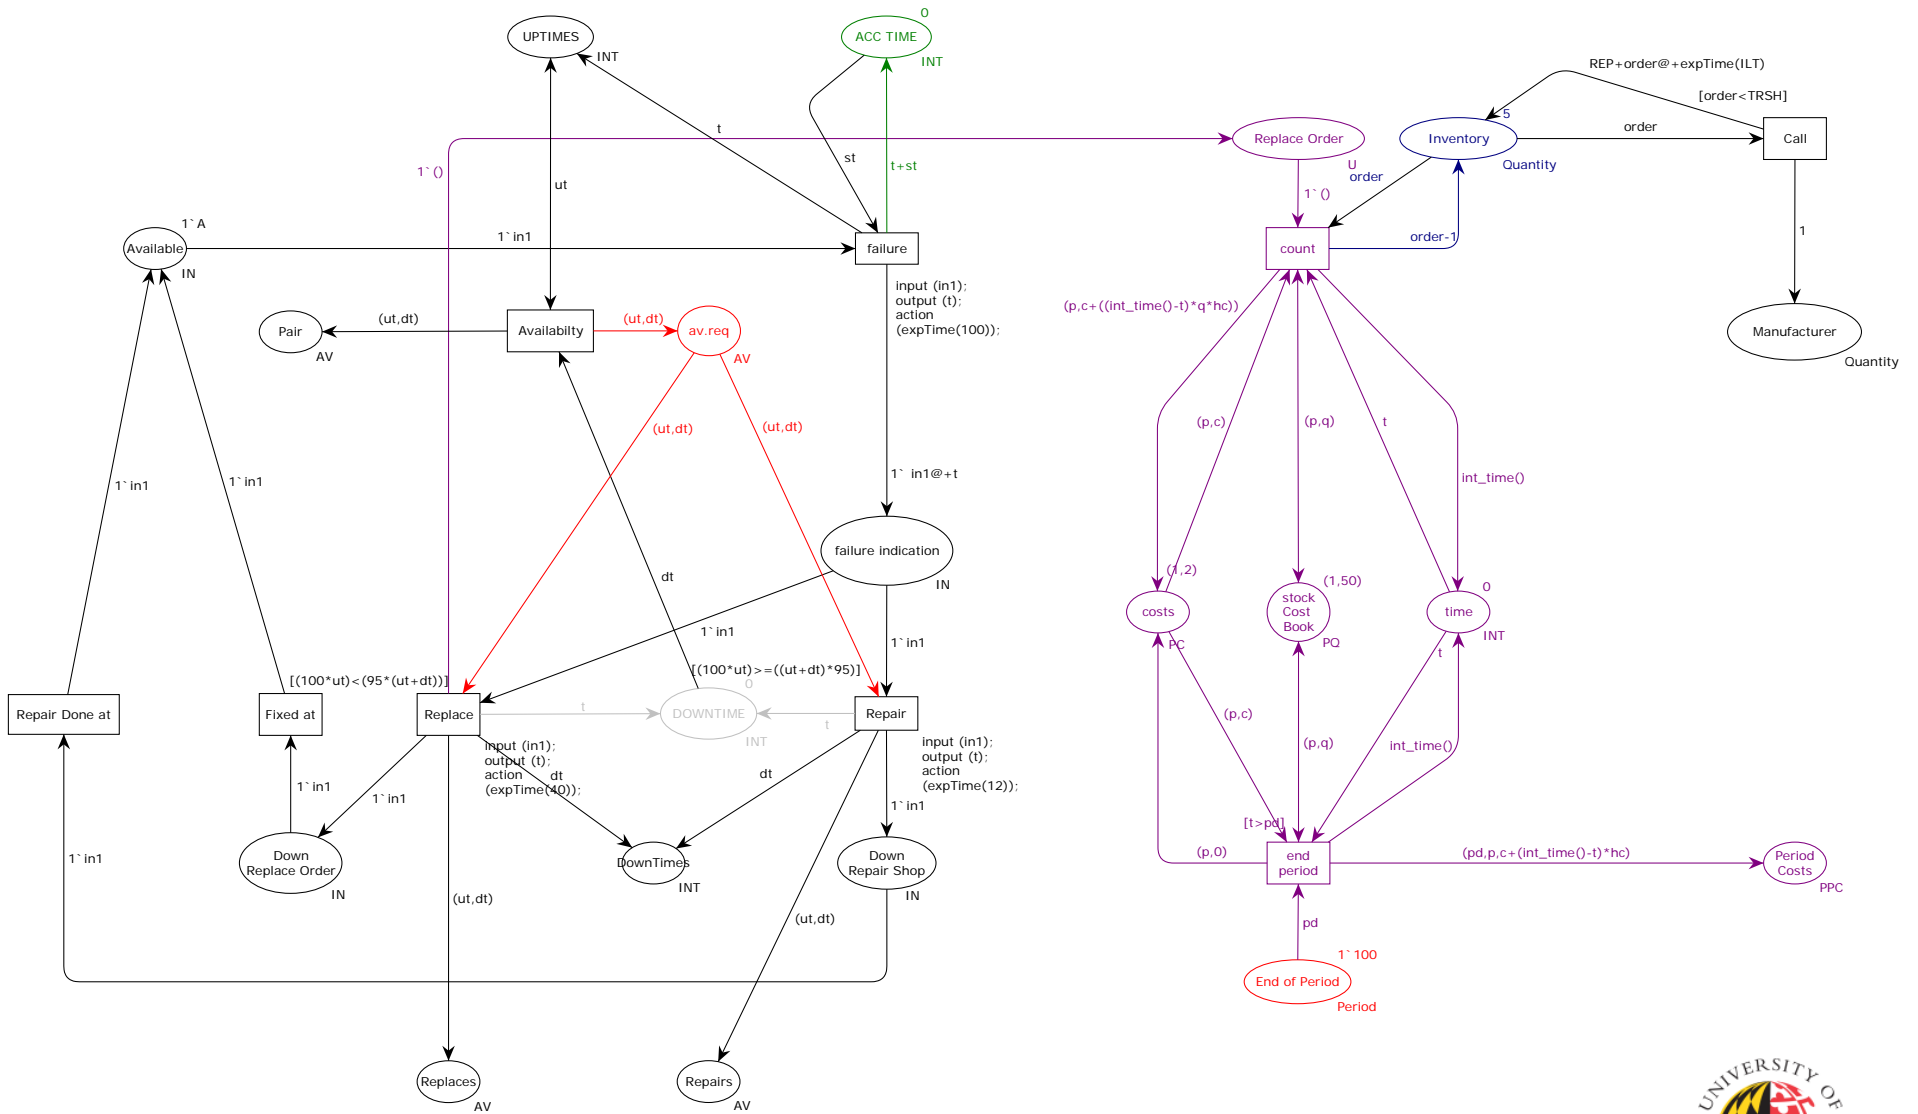 0
UPTIMES
ACC TIME
INT
INT
REP+order@+expTime(ILT)
[order<TRSH]
5
t
order
Replace Order
Inventory
Call
st
t+st
U
Quantity
1`()
order
ut
1`()
1`A
1
1`in1
order-1
Available
failure
count
IN
input (in1);
output (t);
action
(expTime(100));
(p,c+((int_time()-t)*q*hc))
(ut,dt)
(ut,dt)
Pair
Availabilty
av.req
Manufacturer
AV
AV
Quantity
(p,c)
(p,q)
t
(ut,dt)
(ut,dt)
1`in1
1`in1
1` in1@+t
int_time()
failure indication
IN
dt
(1,2)
(1,50)
0
costs
stock
Cost
Book
time
1`in1
1`in1
PC
PQ
INT
t
[(100*ut)>=((ut+dt)*95)]
[(100*ut)<(95*(ut+dt))]
0
Repair Done at
Fixed at
Replace
t
DOWNTIME
t
Repair
INT
(p,c)
(p,q)
int_time()
input (in1);
output (t);
action
(expTime(40));
dt
dt
input (in1);
output (t);
action
(expTime(12));
1`in1
1`in1
1`in1
[t>pd]
1`in1
Down
Replace Order
IN
DownTimes
INT
Down
Repair Shop
IN
(p,0)
end
period
(pd,p,c+(int_time()-t)*hc)
Period
Costs
PPC
(ut,dt)
(ut,dt)
pd
1`100
End of Period
Period
Replaces
AV
Repairs
AV
UNIVERSITY OF